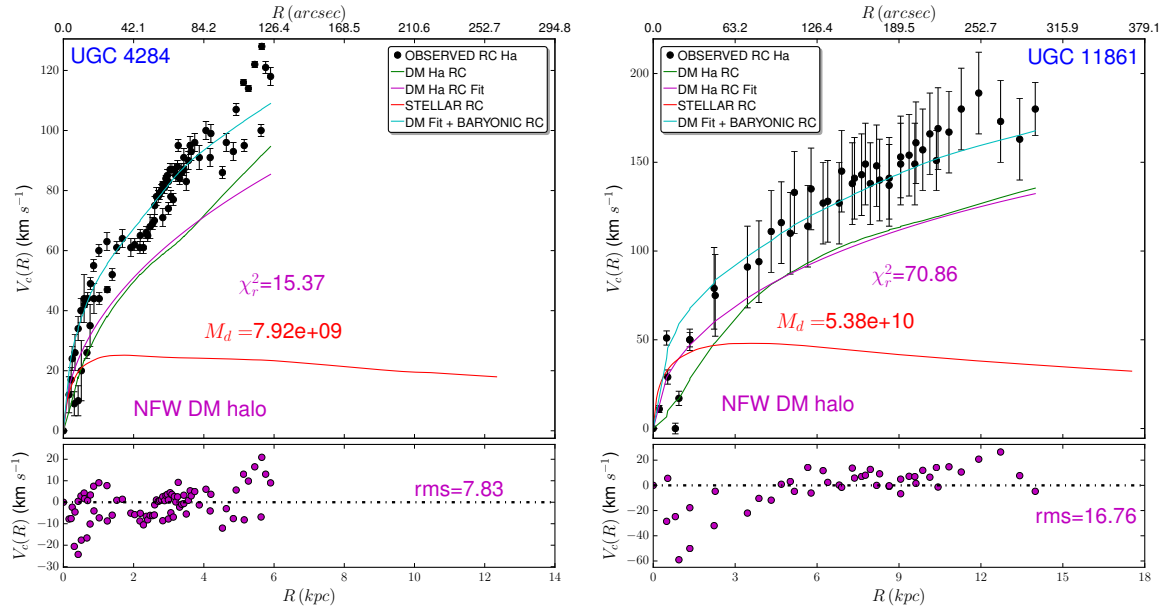 R (arcsec)
0.0 42.1 84.2 126.4 168.5 210.6 252.7 294.8
UGC 4284
OBSERVED RC Ha
DM Ha RC
DM Ha RC Fit
STELLAR RC
DM Fit + BARYONIC RC
120
100
80
60
40
20
0
V_c(R) (km s⁻¹)
χ_r²=15.37
M_d=7.92e+09
NFW DM halo
20
10
0
−10
−20
−30
V_c(R) (km s⁻¹)
rms=7.83
0 2 4 6 8 10 12 14
R (kpc)
R (arcsec)
0.0 63.2 126.4 189.5 252.7 315.9 379.1
UGC 11861
OBSERVED RC Ha
DM Ha RC
DM Ha RC Fit
STELLAR RC
DM Fit + BARYONIC RC
200
150
100
50
0
V_c(R) (km s⁻¹)
χ_r²=70.86
M_d=5.38e+10
NFW DM halo
20
0
−20
−40
−60
V_c(R) (km s⁻¹)
rms=16.76
0 3 6 9 12 15 18
R (kpc)